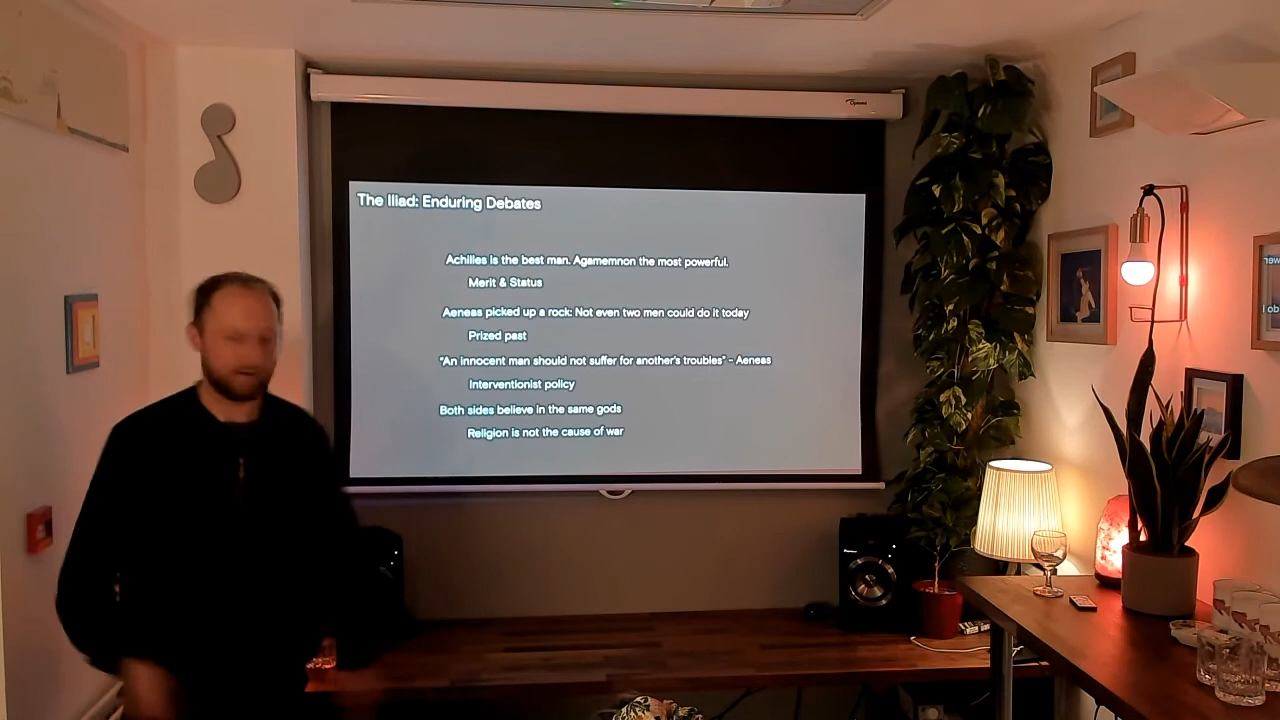 Optoma
The Iliad: Enduring Debates
Achilles is the best man. Agamemnon the most powerful.
Merit & Status
Aeneas picked up a rock: Not even two men could do it today
Prized past
"An innocent man should not suffer for another's troubles" - Aeneas
Interventionist policy
Both sides believe in the same gods
Religion is not the cause of war
Pioneer